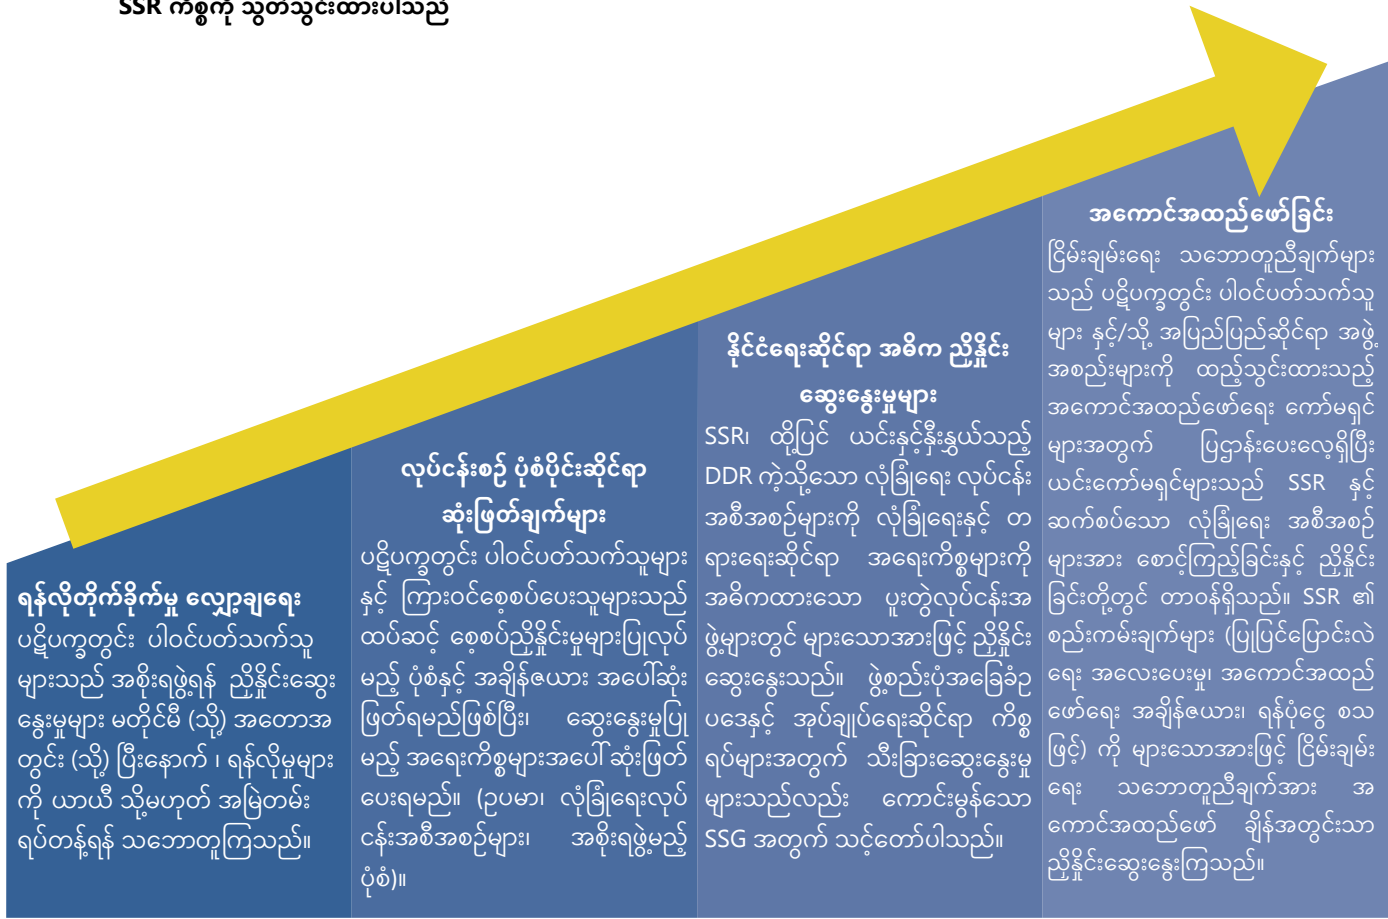 SSR ကိစ္စကို သွတ်သွင်းထားပါသည်
ရန်လိုတိုက်ခိုက်မှု လျှော့ချရေး
ပဋိပက္ခတွင်း ပါဝင်ပတ်သက်သူ
များသည် အစိုးရဖွဲ့ရန် ညှိနှိုင်းဆွေး
နွေးမှုများ မတိုင်မီ (သို့) အတောအ
တွင်း (သို့) ပြီးနောက် ၊ ရန်လိုမှုများ
ကို ယာယီ သို့မဟုတ် အမြဲတမ်း
ရပ်တန့်ရန် သဘောတူကြသည်။
လုပ်ငန်းစဉ် ပုံစံပိုင်းဆိုင်ရာ
ဆုံးဖြတ်ချက်များ
ပဋိပက္ခတွင်း ပါဝင်ပတ်သက်သူများ
နှင့် ကြားဝင်စေ့စပ်ပေးသူများသည်
ထပ်ဆင့် စေ့စပ်ညှိနှိုင်းမှုများပြုလုပ်
မည့် ပုံစံနှင့် အချိန်ဇယား အပေါ်ဆုံး
ဖြတ်ရမည်ဖြစ်ပြီး၊ ဆွေးနွေးမှုပြု
မည့် အရေးကိစ္စများအပေါ် ဆုံးဖြတ်
ပေးရမည်။ (ဥပမာ၊ လုံခြုံရေးလုပ်
ငန်းအစီအစဉ်များ၊ အစိုးရဖွဲ့မည့်
ပုံစံ)။
နိုင်ငံရေးဆိုင်ရာ အဓိက ညှိနှိုင်း
ဆွေးနွေးမှုများ
SSR၊ ထို့ပြင် ယင်းနှင့်နှီးနွှယ်သည့်
DDR ကဲ့သို့သော လုံခြုံရေး လုပ်ငန်း
အစီအစဉ်များကို လုံခြုံရေးနှင့် တ
ရားရေးဆိုင်ရာ အရေးကိစ္စများကို
အဓိကထားသော ပူးတွဲလုပ်ငန်းအ
ဖွဲ့များတွင် များသောအားဖြင့် ညှိနှိုင်း
ဆွေးနွေးသည်။ ဖွဲ့စည်းပုံအခြေခံဥ
ပဒေနှင့် အုပ်ချုပ်ရေးဆိုင်ရာ ကိစ္စ
ရပ်များအတွက် သီးခြားဆွေးနွေးမှု
များသည်လည်း ကောင်းမွန်သော
SSG အတွက် သင့်တော်ပါသည်။
အကောင်အထည်ဖော်ခြင်း
ငြိမ်းချမ်းရေး သဘောတူညီချက်များ
သည် ပဋိပက္ခတွင်း ပါဝင်ပတ်သက်သူ
များ နှင့်/သို့ အပြည်ပြည်ဆိုင်ရာ အဖွဲ့
အစည်းများကို ထည့်သွင်းထားသည့်
အကောင်အထည်ဖော်ရေး ကော်မရှင်
များအတွက် ပြဌာန်းပေးလေ့ရှိပြီး
ယင်းကော်မရှင်များသည် SSR နှင့်
ဆက်စပ်သော လုံခြုံရေး အစီအစဉ်
များအား စောင့်ကြည့်ခြင်းနှင့် ညှိနှိုင်း
ခြင်းတို့တွင် တာဝန်ရှိသည်။ SSR ၏
စည်းကမ်းချက်များ (ပြုပြင်ပြောင်းလဲ
ရေး အလေးပေးမှု၊ အကောင်အထည်
ဖော်ရေး အချိန်ဇယား၊ ရန်ပုံငွေ စသ
ဖြင့်) ကို များသောအားဖြင့် ငြိမ်းချမ်း
ရေး သဘောတူညီချက်အား အ
ကောင်အထည်ဖော် ချိန်အတွင်းသာ
ညှိနှိုင်းဆွေးနွေးကြသည်။